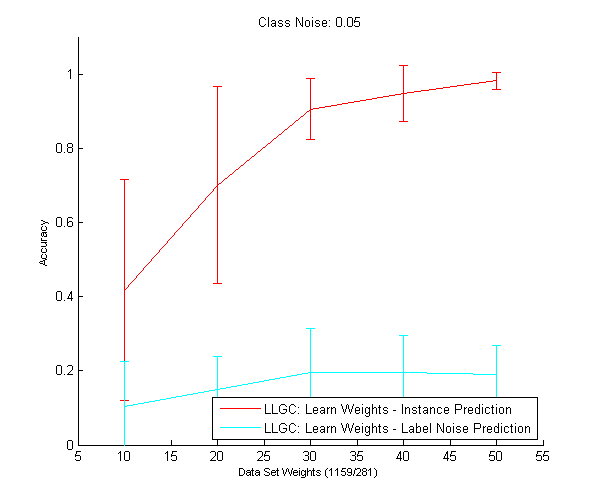 Class Noise: 0.05
1
0.8
0.6
0.4
0.2
0
Accuracy
LLGC: Learn Weights - Instance Prediction
LLGC: Learn Weights - Label Noise Prediction
5 10 15 20 25 30 35 40 45 50 55
Data Set Weights (1159/281)